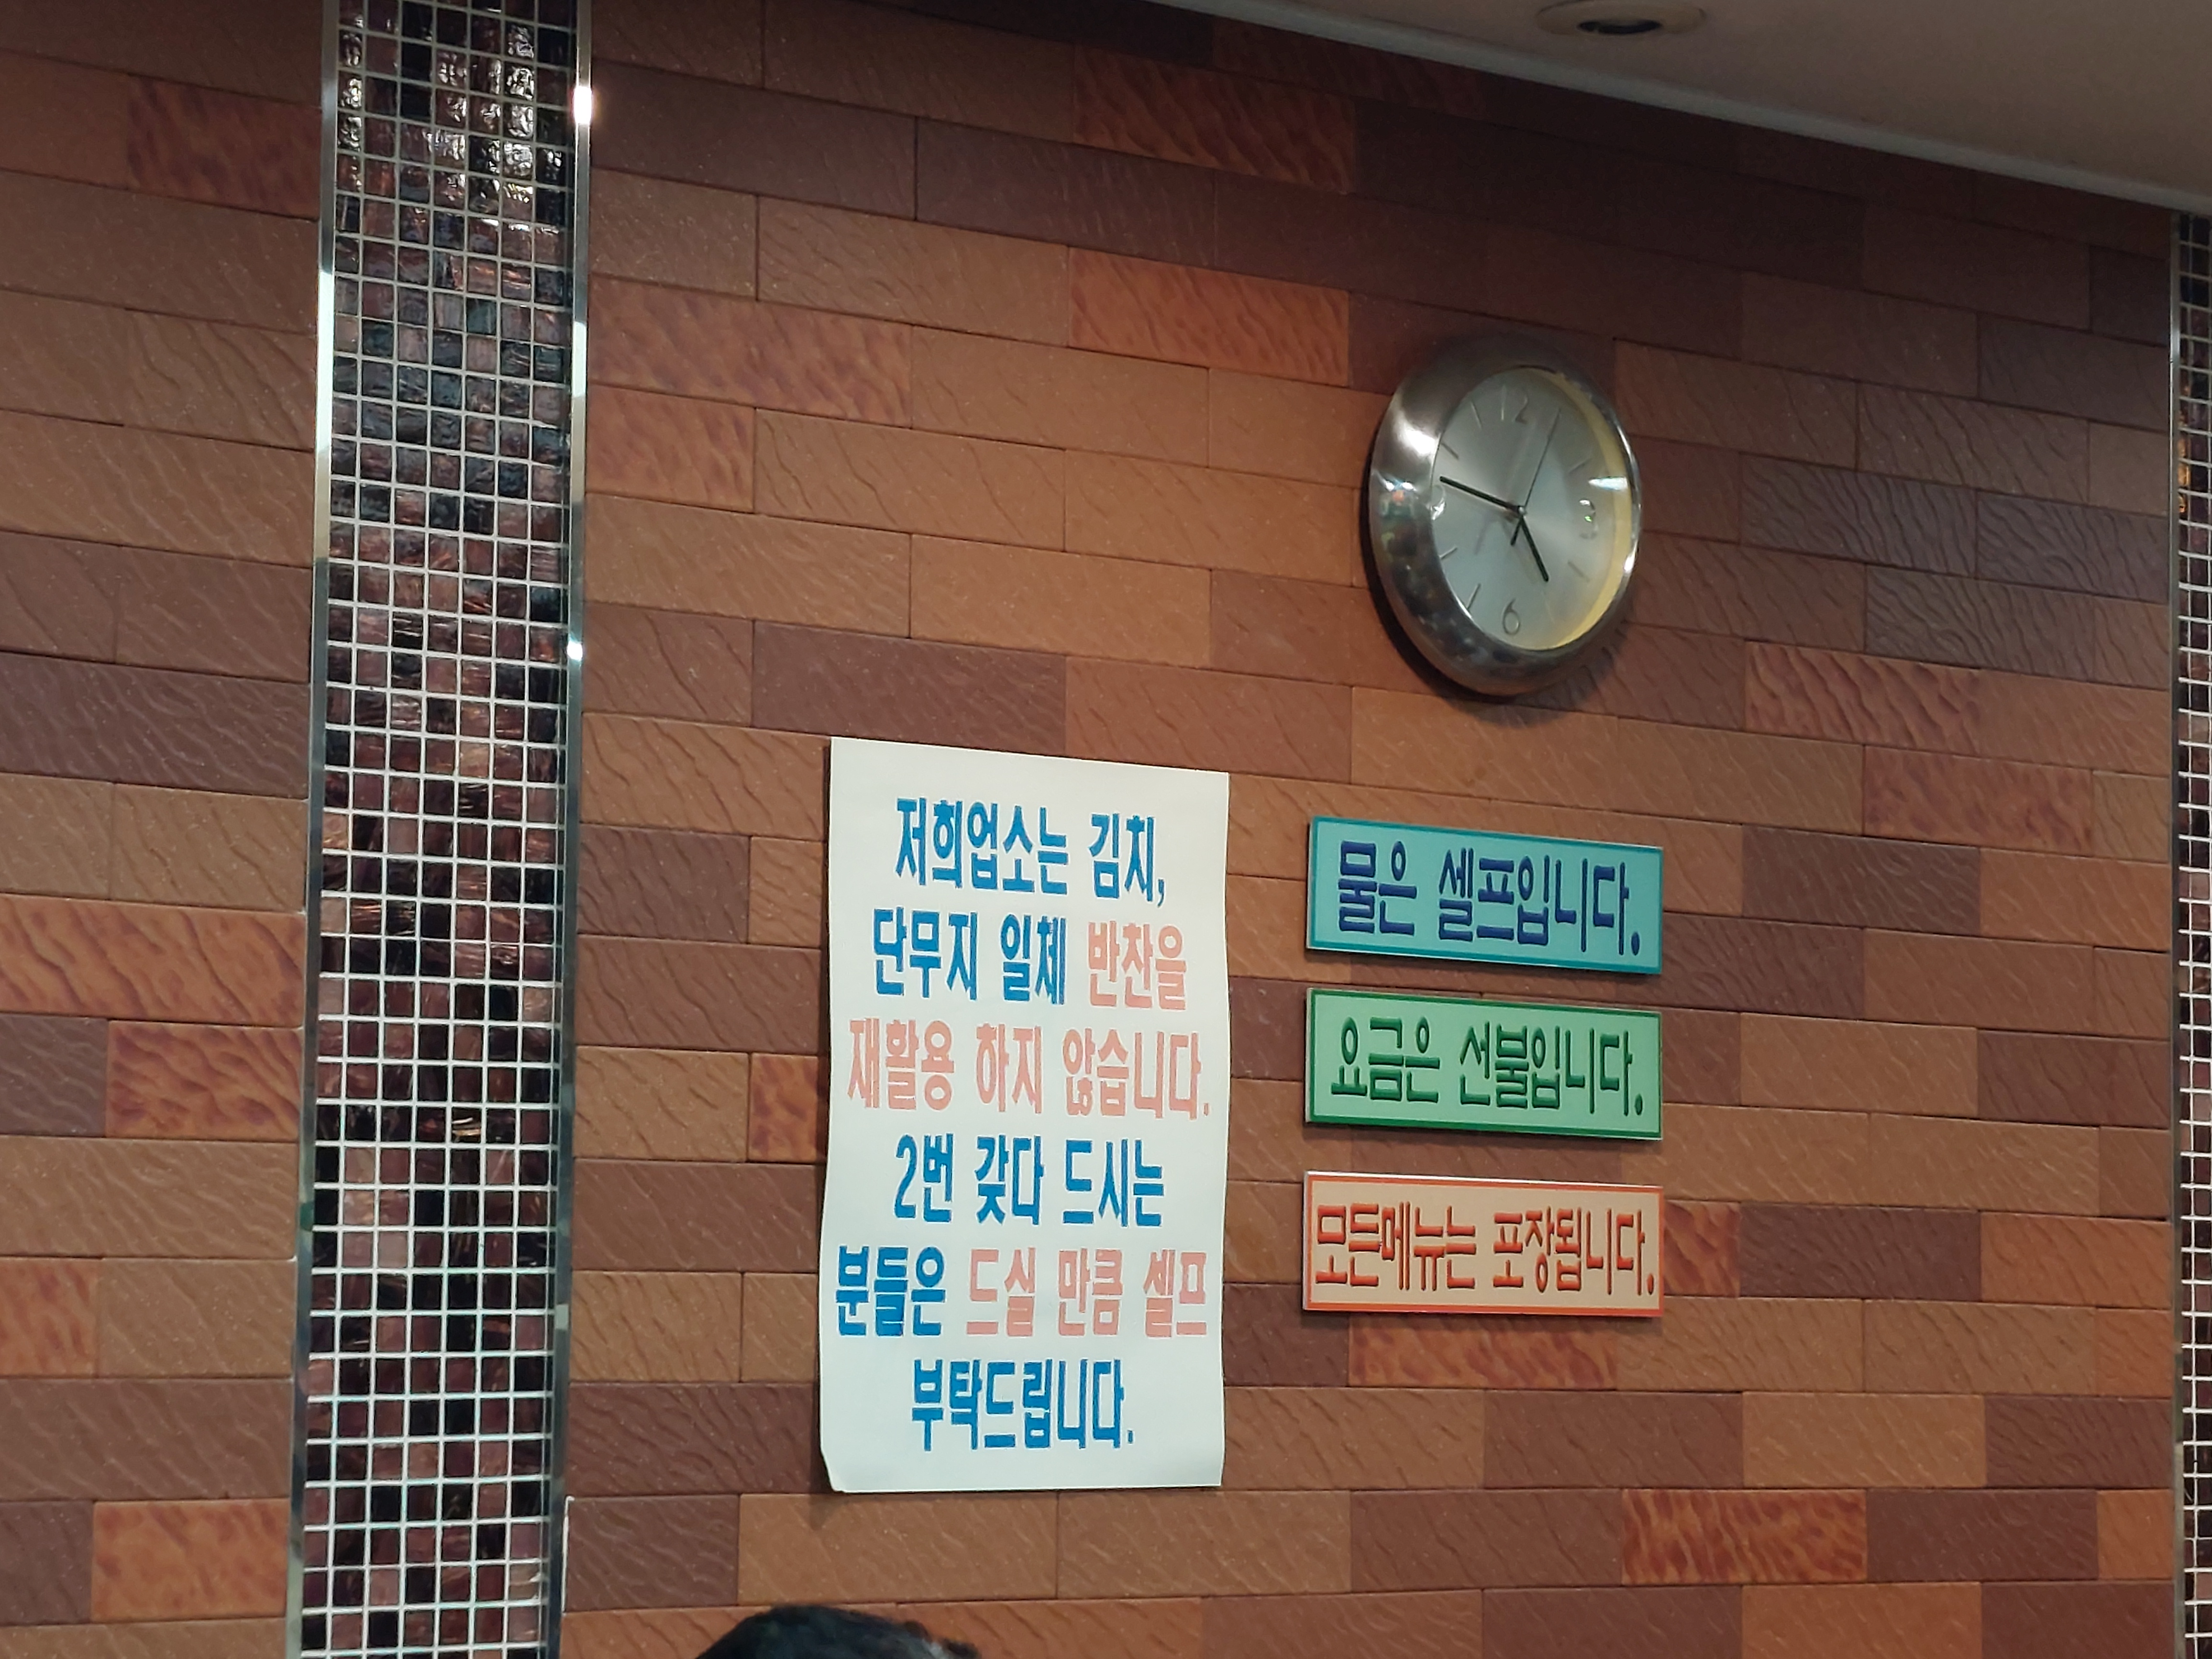 12
3
6
저희업소는 김치,
단무지 일체 반찬을
재활용 하지 않습니다.
2번 갖다 드시는
분들은 드실 만큼 셀프
부탁드립니다.
물은 셀프입니다.
요금은 선불입니다.
모든메뉴는 포장됩니다.